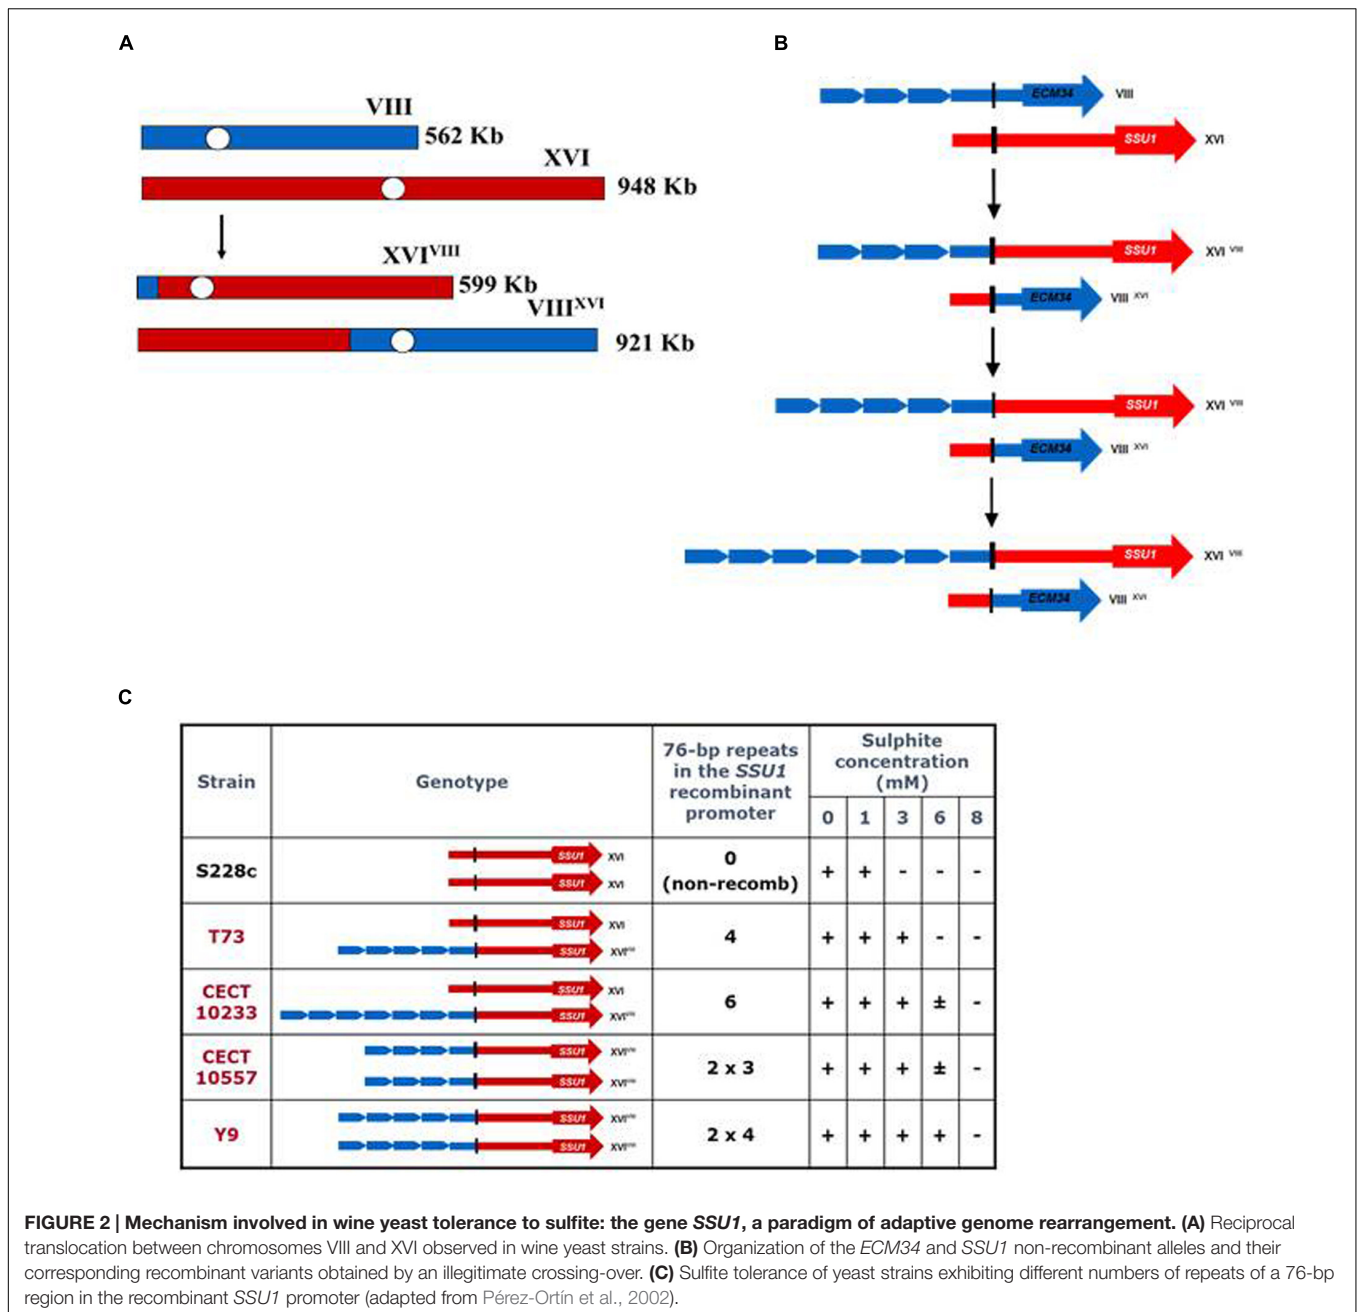 A
VIII
562 Kb
XVI
948 Kb
XVIVIII
599 Kb
VIIIXVI
921 Kb
B
ECM34 VIII
SSU1 XVI
SSU1 XVI VIII
ECM34 VIII XVI
SSU1 XVI VIII
ECM34 VIII XVI
SSU1 XVI VIII
ECM34 VIII XVI
C
Strain
Genotype
76-bp repeats
in the SSU1
recombinant
promoter
Sulphite
concentration
(mM)
0 1 3 6 8
S228c
SSU1 XVI
SSU1 XVI
0
(non-recomb)
+ + - - -
T73
SSU1 XVI
SSU1 XVIVIII
4
+ + + - -
CECT
10233
SSU1 XVI
SSU1 XVIVIII
6
+ + + ± -
CECT
10557
SSU1 XVIVIII
SSU1 XVIVIII
2 x 3
+ + + ± -
Y9
SSU1 XVIVIII
SSU1 XVIVIII
2 x 4
+ + + + -
FIGURE 2 | Mechanism involved in wine yeast tolerance to sulfite: the gene SSU1, a paradigm of adaptive genome rearrangement. (A) Reciprocal
translocation between chromosomes VIII and XVI observed in wine yeast strains. (B) Organization of the ECM34 and SSU1 non-recombinant alleles and their
corresponding recombinant variants obtained by an illegitimate crossing-over. (C) Sulfite tolerance of yeast strains exhibiting different numbers of repeats of a 76-bp
region in the recombinant SSU1 promoter (adapted from Pérez-Ortín et al., 2002).